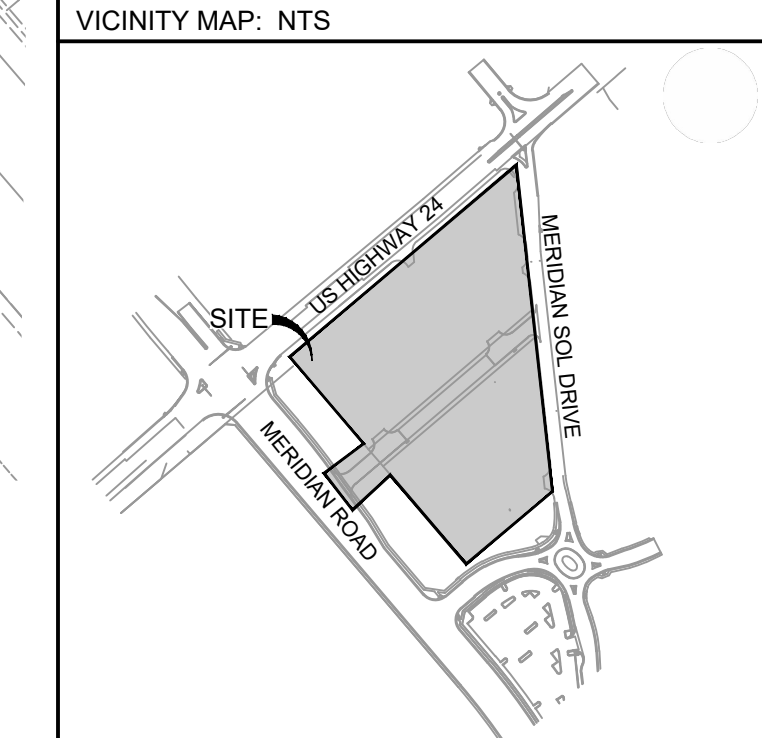 VICINITY MAP: NTS
US HIGHWAY 24
SITE
MERIDIAN SOL DRIVE
MERIDIAN ROAD